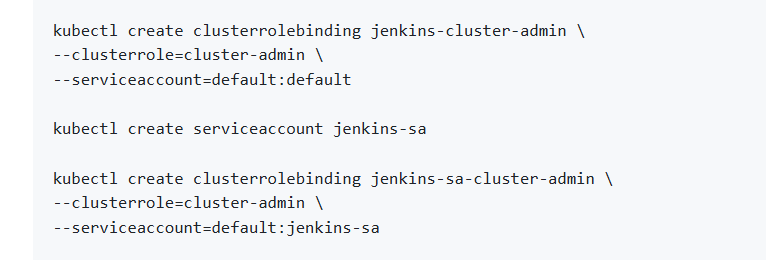 kubectl create clusterrolebinding jenkins-cluster-admin \
--clusterrole=cluster-admin \
--serviceaccount=default:default
kubectl create serviceaccount jenkins-sa
kubectl create clusterrolebinding jenkins-sa-cluster-admin \
--clusterrole=cluster-admin \
--serviceaccount=default:jenkins-sa